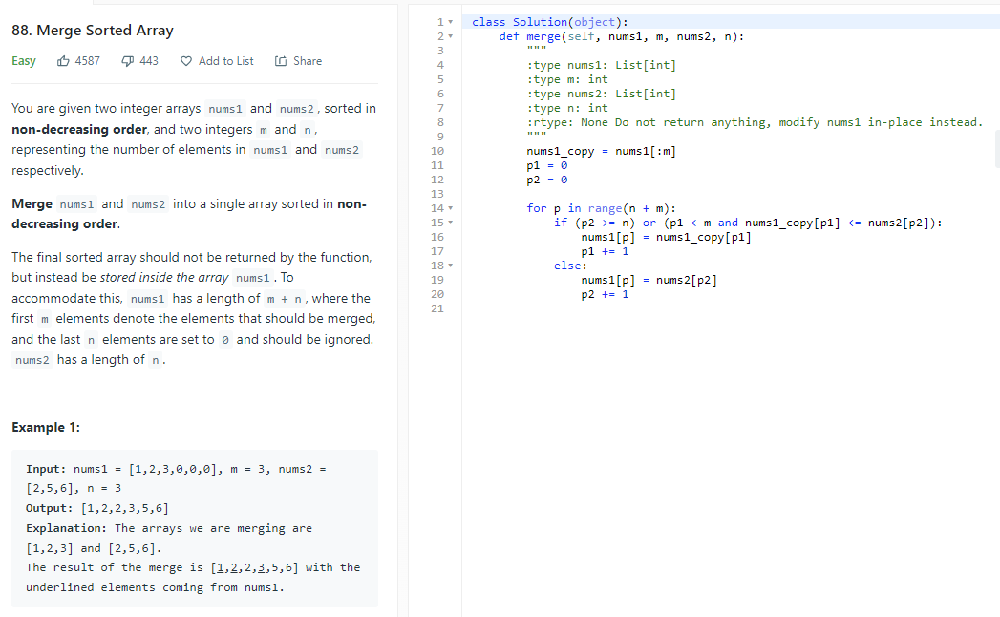 88. Merge Sorted Array
Easy 4587 443 Add to List Share
You are given two integer arrays nums1 and nums2, sorted in
non-decreasing order, and two integers m and n,
representing the number of elements in nums1 and nums2
respectively.
Merge nums1 and nums2 into a single array sorted in non-
decreasing order.
The final sorted array should not be returned by the function,
but instead be stored inside the array nums1. To
accommodate this, nums1 has a length of m + n, where the
first m elements denote the elements that should be merged,
and the last n elements are set to 0 and should be ignored.
nums2 has a length of n.
Example 1:
Input: nums1 = [1,2,3,0,0,0], m = 3, nums2 =
[2,5,6], n = 3
Output: [1,2,2,3,5,6]
Explanation: The arrays we are merging are
[1,2,3] and [2,5,6].
The result of the merge is [1,2,2,3,5,6] with the
underlined elements coming from nums1.
1 class Solution(object):
2     def merge(self, nums1, m, nums2, n):
3         """
4         :type nums1: List[int]
5         :type m: int
6         :type nums2: List[int]
7         :type n: int
8         :rtype: None Do not return anything, modify nums1 in-place instead.
9         """
10         nums1_copy = nums1[:m]
11         p1 = 0
12         p2 = 0
13
14         for p in range(n + m):
15             if (p2 >= n) or (p1 < m and nums1_copy[p1] <= nums2[p2]):
16                 nums1[p] = nums1_copy[p1]
17                 p1 += 1
18             else:
19                 nums1[p] = nums2[p2]
20                 p2 += 1
21